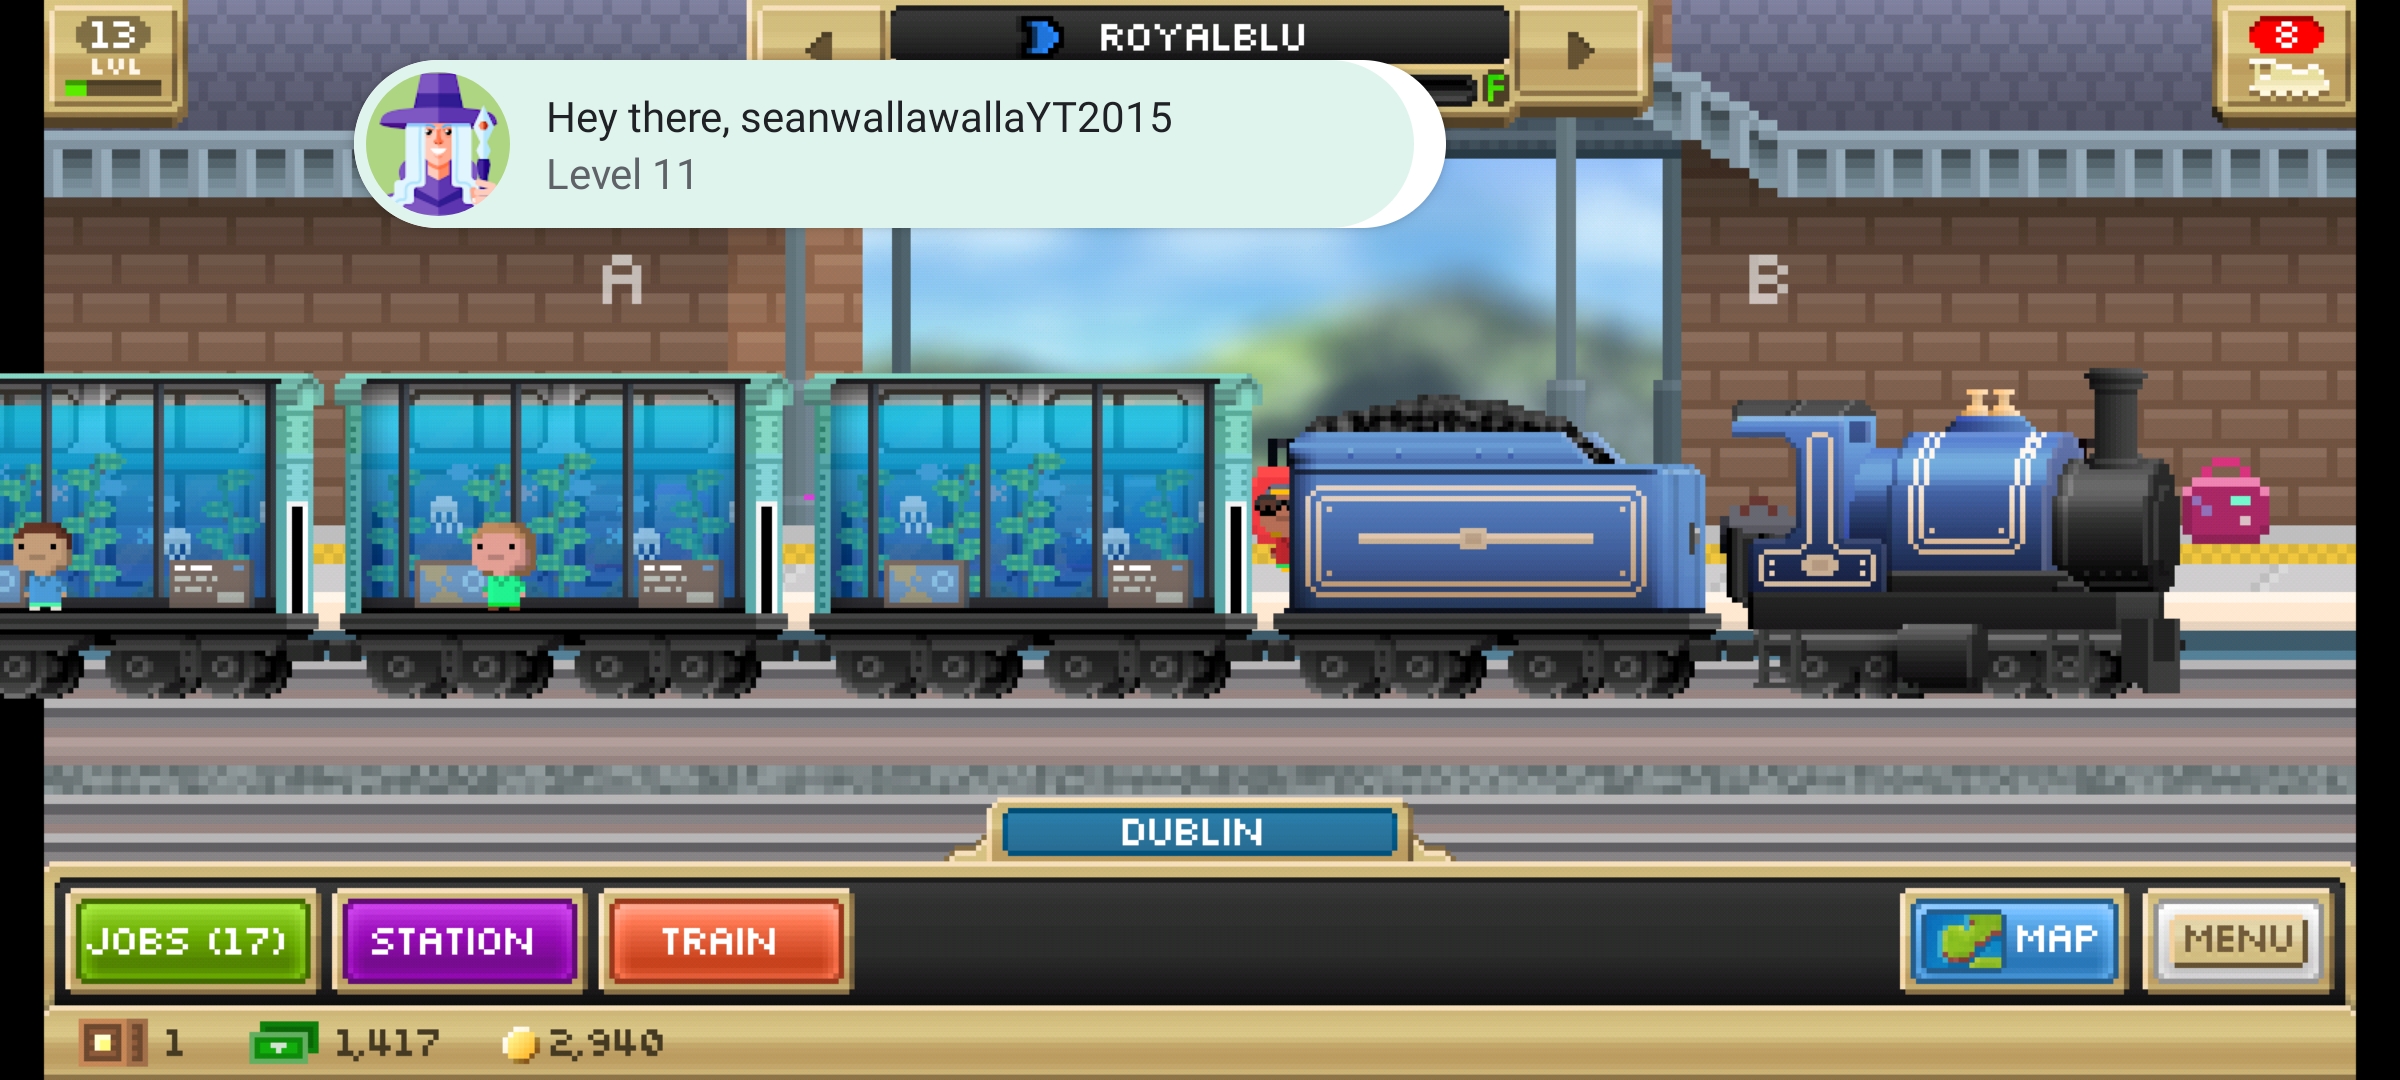 13
LVL
ROYALBLU
8
F
Hey there, seanwallawallaYT2015
Level 11
A
B
DUBLIN
JOBS (17)
STATION
TRAIN
MAP
MENU
1
1,417
2,940